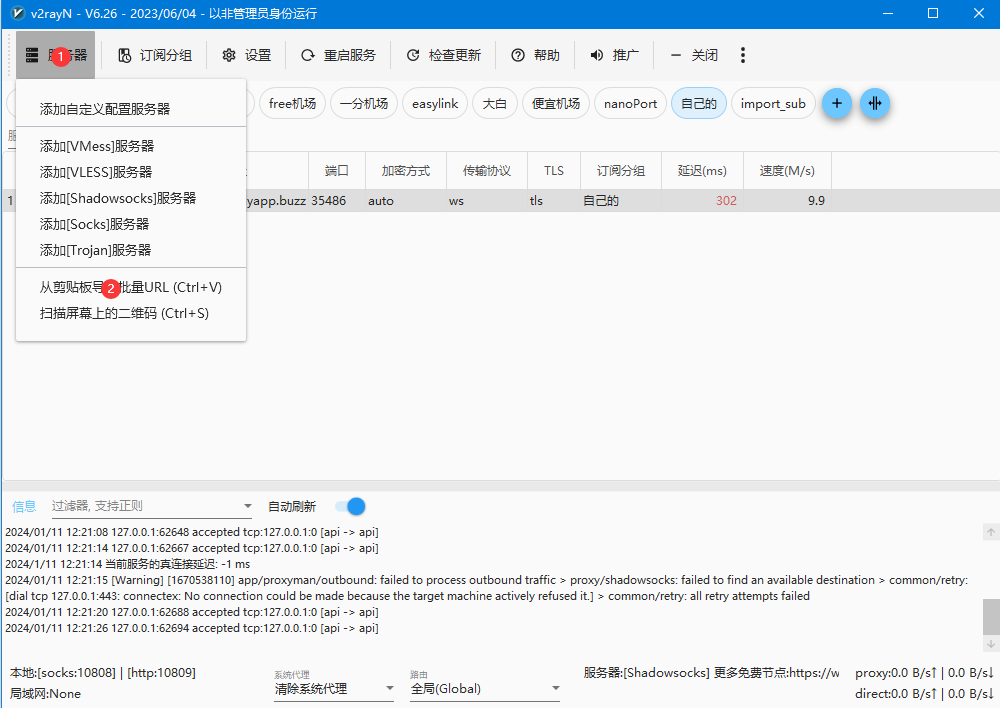 v2rayN - V6.26 - 2023/06/04 - 以非管理员身份运行
1 器 订阅分组 设置 重启服务 检查更新 帮助 推广 关闭
free机场 一分机场 easylink 大白 便宜机场 nanoPort 自己的 import_sub
添加自定义配置服务器
添加[VMess]服务器
添加[VLESS]服务器
添加[Shadowsocks]服务器
添加[Socks]服务器
添加[Trojan]服务器
从剪贴板导 2 批量URL (Ctrl+V)
扫描屏幕上的二维码 (Ctrl+S)
端口 加密方式 传输协议 TLS 订阅分组 延迟(ms) 速度(M/s)
1 yapp.buzz 35486 auto ws tls 自己的 302 9.9
信息 过滤器, 支持正则 自动刷新
2024/01/11 12:21:08 127.0.0.1:62648 accepted tcp:127.0.0.1:0 [api -> api]
2024/01/11 12:21:14 127.0.0.1:62667 accepted tcp:127.0.0.1:0 [api -> api]
2024/1/11 12:21:14 当前服务的真连接延迟: -1 ms
2024/01/11 12:21:15 [Warning] [1670538110] app/proxyman/outbound: failed to process outbound traffic > proxy/shadowsocks: failed to find an available destination > common/retry:
[dial tcp 127.0.0.1:443: connectex: No connection could be made because the target machine actively refused it.] > common/retry: all retry attempts failed
2024/01/11 12:21:20 127.0.0.1:62688 accepted tcp:127.0.0.1:0 [api -> api]
2024/01/11 12:21:26 127.0.0.1:62694 accepted tcp:127.0.0.1:0 [api -> api]
本地:[socks:10808] | [http:10809]
局域网:None
系统代理
清除系统代理
路由
全局(Global)
服务器:[Shadowsocks] 更多免费节点:https://w
proxy:0.0 B/s↑ | 0.0 B/s↓
direct:0.0 B/s↑ | 0.0 B/s↓